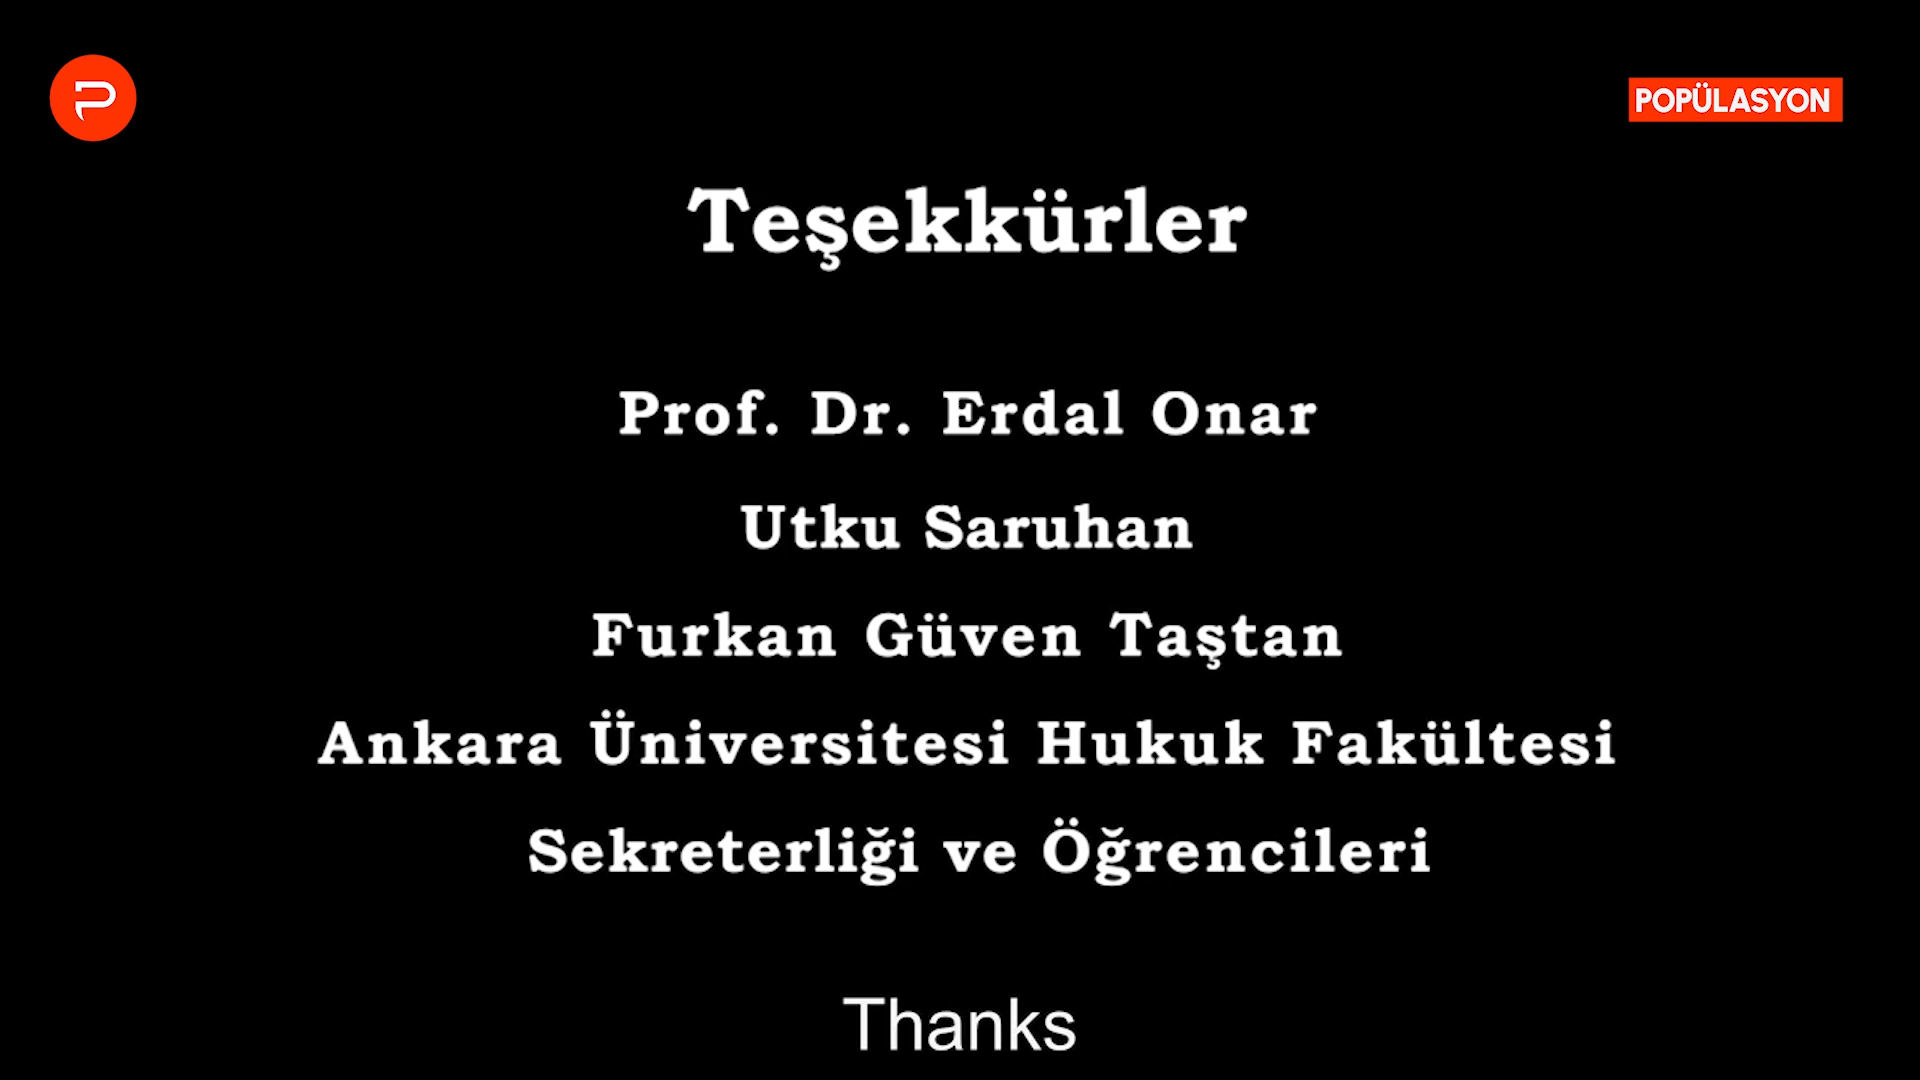 P
POPÜLASYON
Teşekkürler
Prof. Dr. Erdal Onar
Utku Saruhan
Furkan Güven Taştan
Ankara Üniversitesi Hukuk Fakültesi
Sekreterliği ve Öğrencileri
Thanks